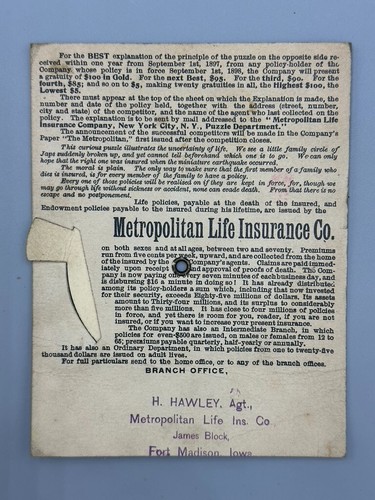 For the BEST explanation of the principle of the puzzle on the opposite side re-
ceived within one year from September 1st, 1897, from any policy-holder of the
Company, whose policy is in force September 1st, 1898, the Company will present
a gratuity of $100 in Gold. For the next Best, $95. For the third, $90. For the
fourth, $85; and so on to $5, making twenty gratuities in all, the Highest $100, the
Lowest $5.
There must appear at the top of the sheet on which the Explanation is made, the
number and date of the policy held, together with the address (street, number,
city and state) of the competitor, and the name of the agent who last collected on the
policy. The explanation is to be sent by mail addressed to the "Metropolitan Life
Insurance Company, New York City, N. Y., Puzzle Department."
The announcement of the successful competitors will be made in the Company's
Paper "The Metropolitan," first issued after the competition closes.
This curious puzzle illustrates the uncertainty of life. We see a little family circle of
Japs suddenly broken up, and yet cannot tell beforehand which one is to go. We can only
hope that the right one was insured when the miniature earthquake occurred.
The moral is plain. The only way to make sure that the first member of a family who
dies is insured, is for every member of the family to have a policy.
Every one of these policies will be realised on if they are kept in force, for, though we
may go through life without sickness or accident, none can evade death. From that there is no
escape and no postponement.
Life policies, payable at the death of the insured, and
Endowment policies payable to the insured during his lifetime, are issued by the
Metropolitan Life Insurance Co.
on both sexes and at all ages, between two and seventy. Premiums
run from five cents per week, upward, and are collected from the home
of the insured by the Company's agents. Claims are paid immed-
iately upon receipt and approval of proofs of death. The Com-
pany is now paying one every seven minutes of each business day, and
is disbursing $16 a minute in doing so! It has already distributed
among its policy-holders a sum which, including that now invested
for their security, exceeds Eighty-five millions of Dollars. Its assets
amount to Thirty-four millions, and its surplus to considerably
more than five millions. It has close to four millions of policies
in force, and yet there is room for you, reader, if you are not
insured, or if you want to increase your present insurance.
The Company has also an Intermediate Branch, in which
policies for even $500 are issued, on males or females from 12 to
65; premiums payable quarterly, half-yearly or annually.
It has also an Ordinary Department, in which policies from one to twenty-five
thousand dollars are issued on adult lives.
For full particulars send to the home office, or to any of the branch offices.
BRANCH OFFICE,
H. HAWLEY, Agt.,
Metropolitan Life Ins. Co
James Block,
Fort Madison, Iowa